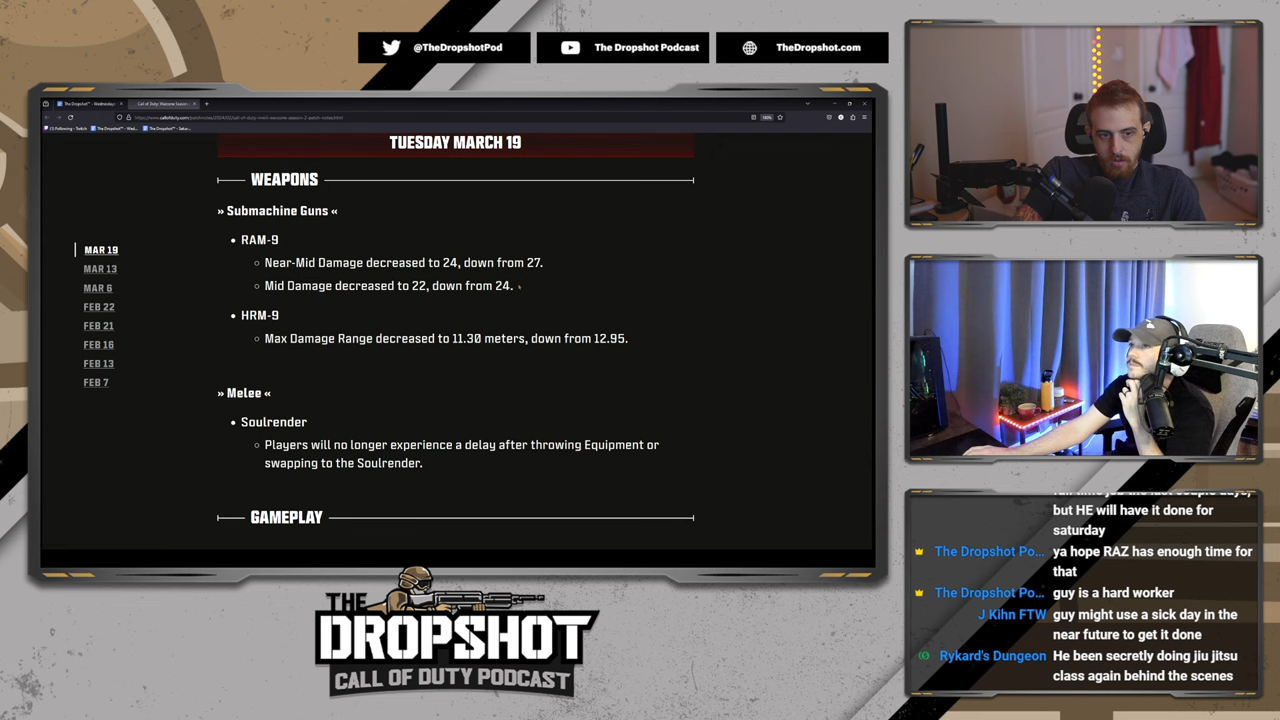 @TheDropshotPod
The Dropshot Podcast
TheDropshot.com
TUESDAY MARCH 19
WEAPONS
» Submachine Guns «
RAM-9
Near-Mid Damage decreased to 24, down from 27.
Mid Damage decreased to 22, down from 24.
HRM-9
Max Damage Range decreased to 11.30 meters, down from 12.95.
» Melee «
Soulrender
Players will no longer experience a delay after throwing Equipment or
swapping to the Soulrender.
GAMEPLAY
MAR 19
MAR 13
MAR 6
FEB 22
FEB 21
FEB 16
FEB 13
FEB 7
but HE will have it done for
saturday
The Dropshot Po... ya hope RAZ has enough time for
that
The Dropshot Po... guy is a hard worker
J Kihn FTW guy might use a sick day in the
near future to get it done
Rykard's Dungeon He been secretly doing jiu jitsu
class again behind the scenes
THE
DROPSHOT
CALL OF DUTY PODCAST